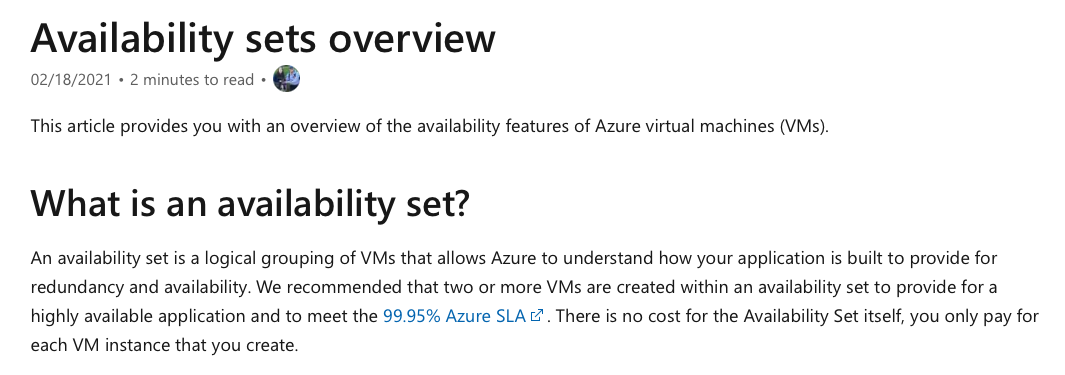 Availability sets overview
02/18/2021 • 2 minutes to read •
This article provides you with an overview of the availability features of Azure virtual machines (VMs).
What is an availability set?
An availability set is a logical grouping of VMs that allows Azure to understand how your application is built to provide for
redundancy and availability. We recommended that two or more VMs are created within an availability set to provide for a
highly available application and to meet the 99.95% Azure SLA . There is no cost for the Availability Set itself, you only pay for
each VM instance that you create.